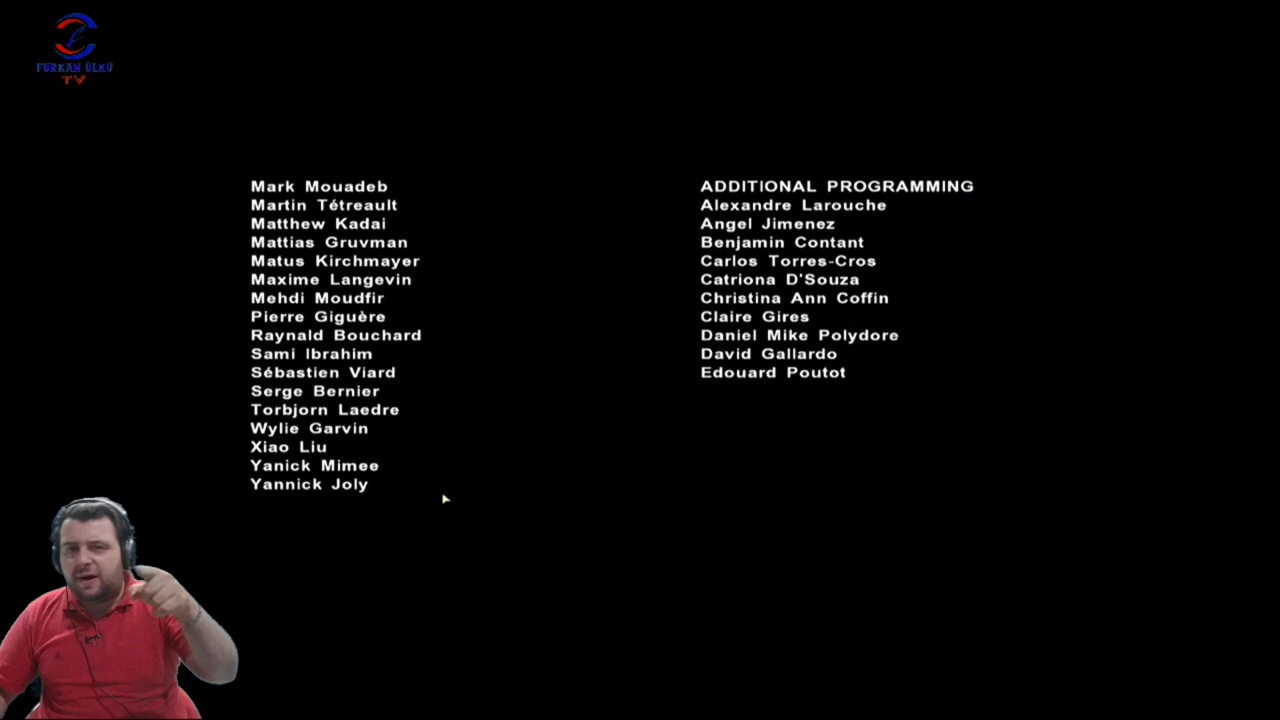 FURKAN ÜLKÜ
TV
Mark Mouadeb
Martin Tétreault
Matthew Kadai
Mattias Gruvman
Matus Kirchmayer
Maxime Langevin
Mehdi Moudfir
Pierre Giguère
Raynald Bouchard
Sami Ibrahim
Sébastien Viard
Serge Bernier
Torbjorn Laedre
Wylie Garvin
Xiao Liu
Yanick Mimee
Yannick Joly
ADDITIONAL PROGRAMMING
Alexandre Larouche
Angel Jimenez
Benjamin Contant
Carlos Torres-Cros
Catriona D'Souza
Christina Ann Coffin
Claire Gires
Daniel Mike Polydore
David Gallardo
Edouard Poutot